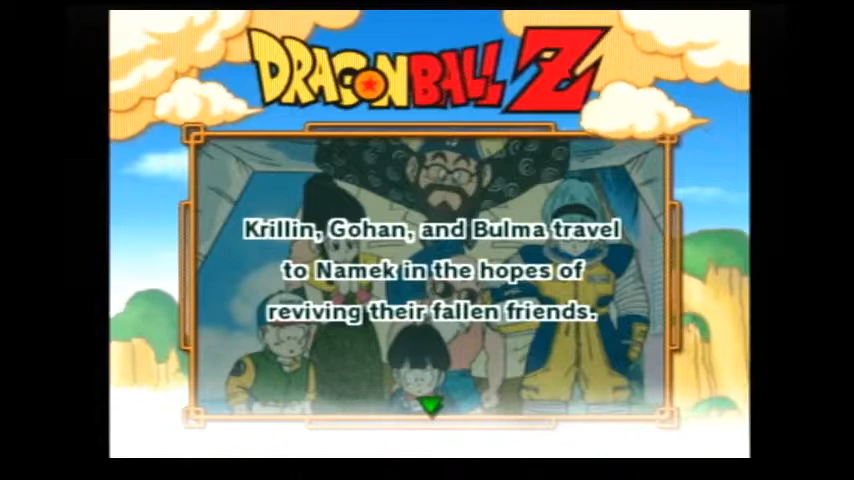 DRAGON BALL Z
Krillin, Gohan, and Bulma travel
to Namek in the hopes of
reviving their fallen friends.